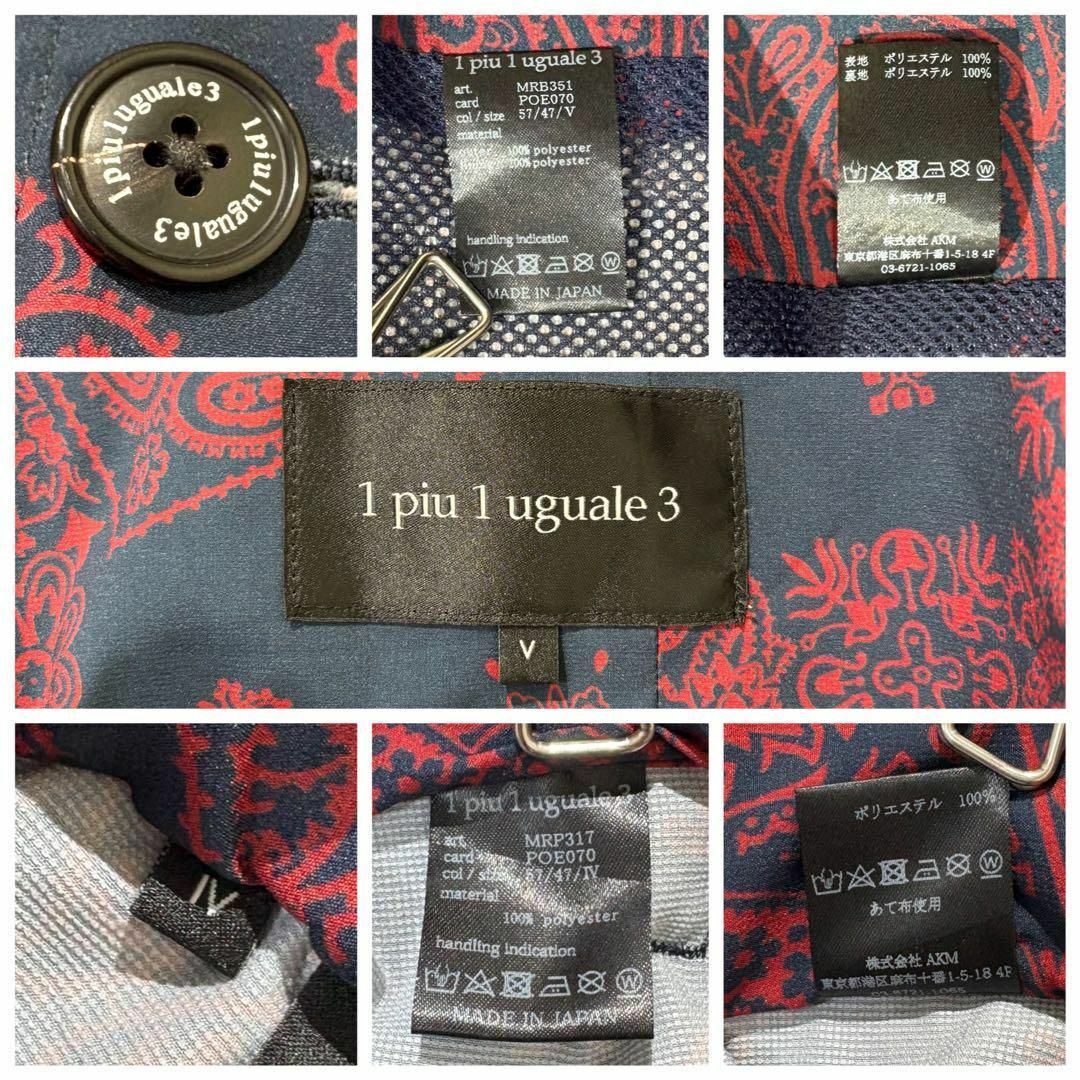 1piu1uguale3
1piu1uguale3
1 piu 1 uguale 3
art. MRB351
card POE070
col / size 57/47/V
material
100% polyester
100% polyester
handling indication
W
MADE IN JAPAN
表地 ポリエステル 100%
裏地 ポリエステル 100%
W
あて布使用
株式会社 AKM
東京都港区麻布十番1-5-18 4F
03-6721-1065
1 piu 1 uguale 3
V
IV
1 piu 1 uguale 3
art. MRP317
card POE070
col / size 57/47/IV
material
100% polyester
handling indication
W
MADE IN JAPAN
ポリエステル 100%
W
あて布使用
株式会社 AKM
東京都港区麻布十番1-5-18 4F
03-6721-1065